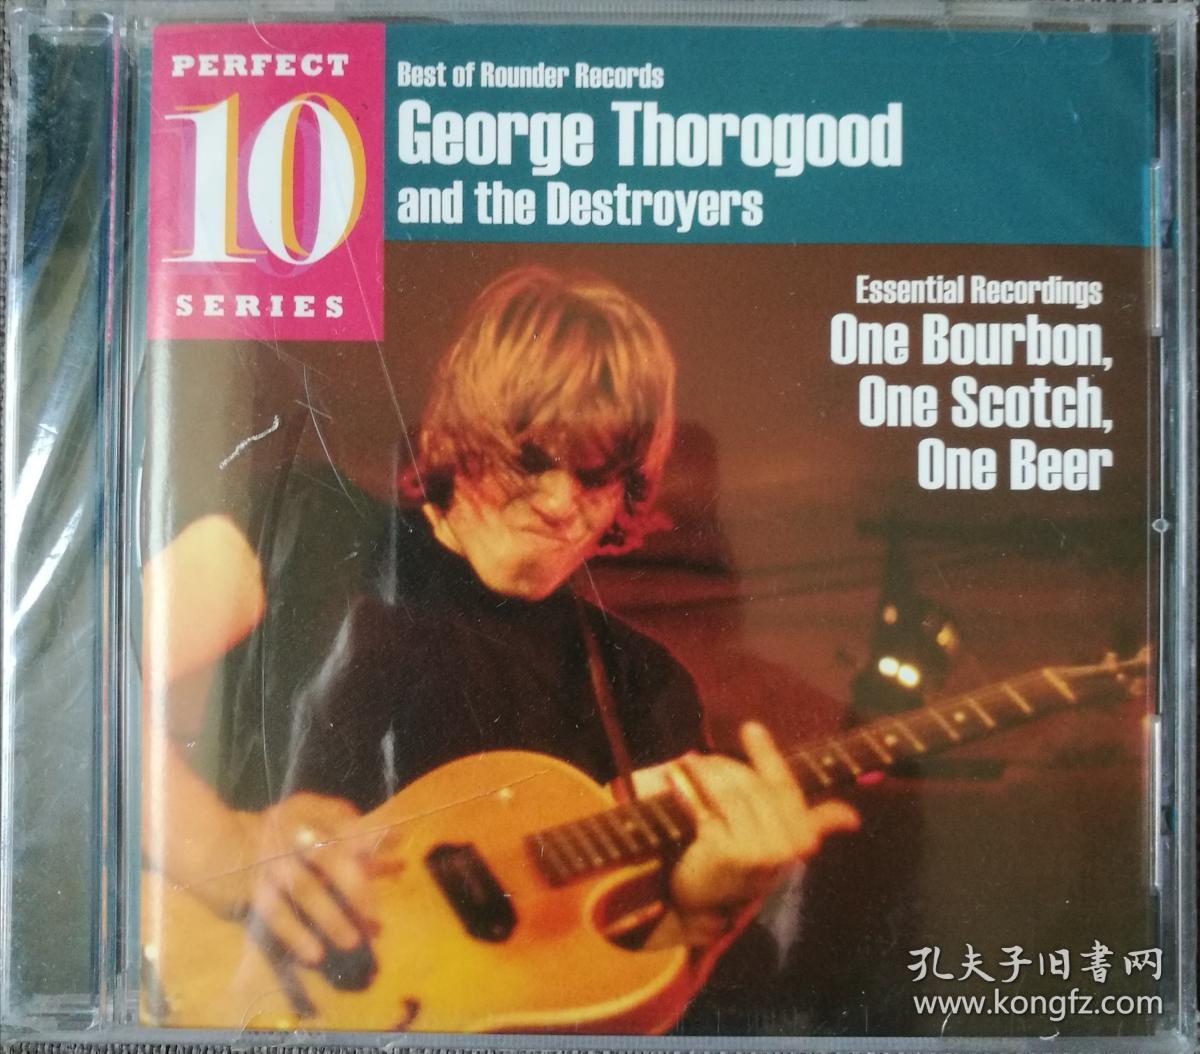 PERFECT
10
SERIES
Best of Rounder Records
George Thorogood
and the Destroyers
Essential Recordings
One Bourbon,
One Scotch,
One Beer
孔夫子旧書网
www.kongfz.com